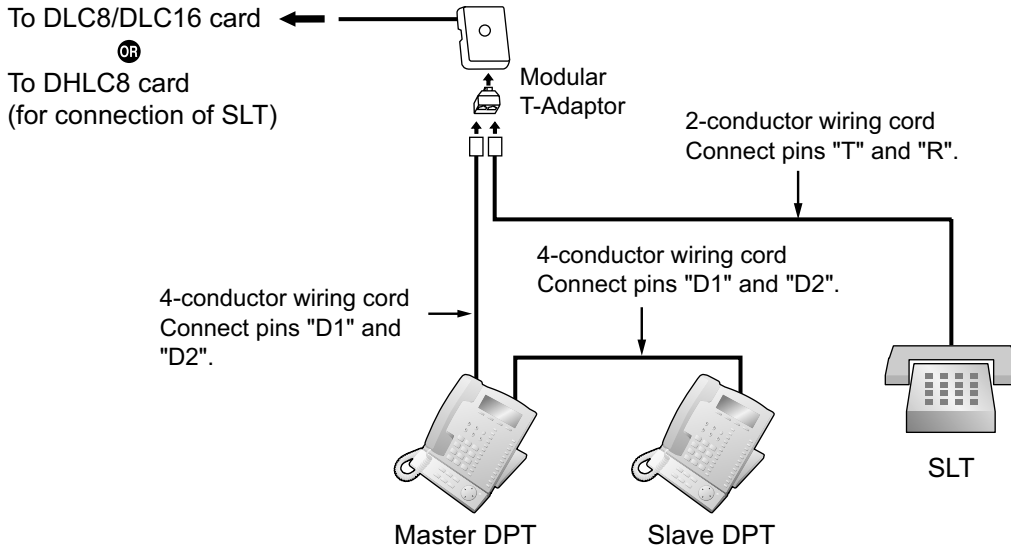 To DLC8/DLC16 card
OR
To DHLC8 card
(for connection of SLT)
Modular
T-Adaptor
2-conductor wiring cord
Connect pins "T" and "R".
4-conductor wiring cord
Connect pins "D1" and "D2".
4-conductor wiring cord
Connect pins "D1" and
"D2".
SLT
Master DPT
Slave DPT